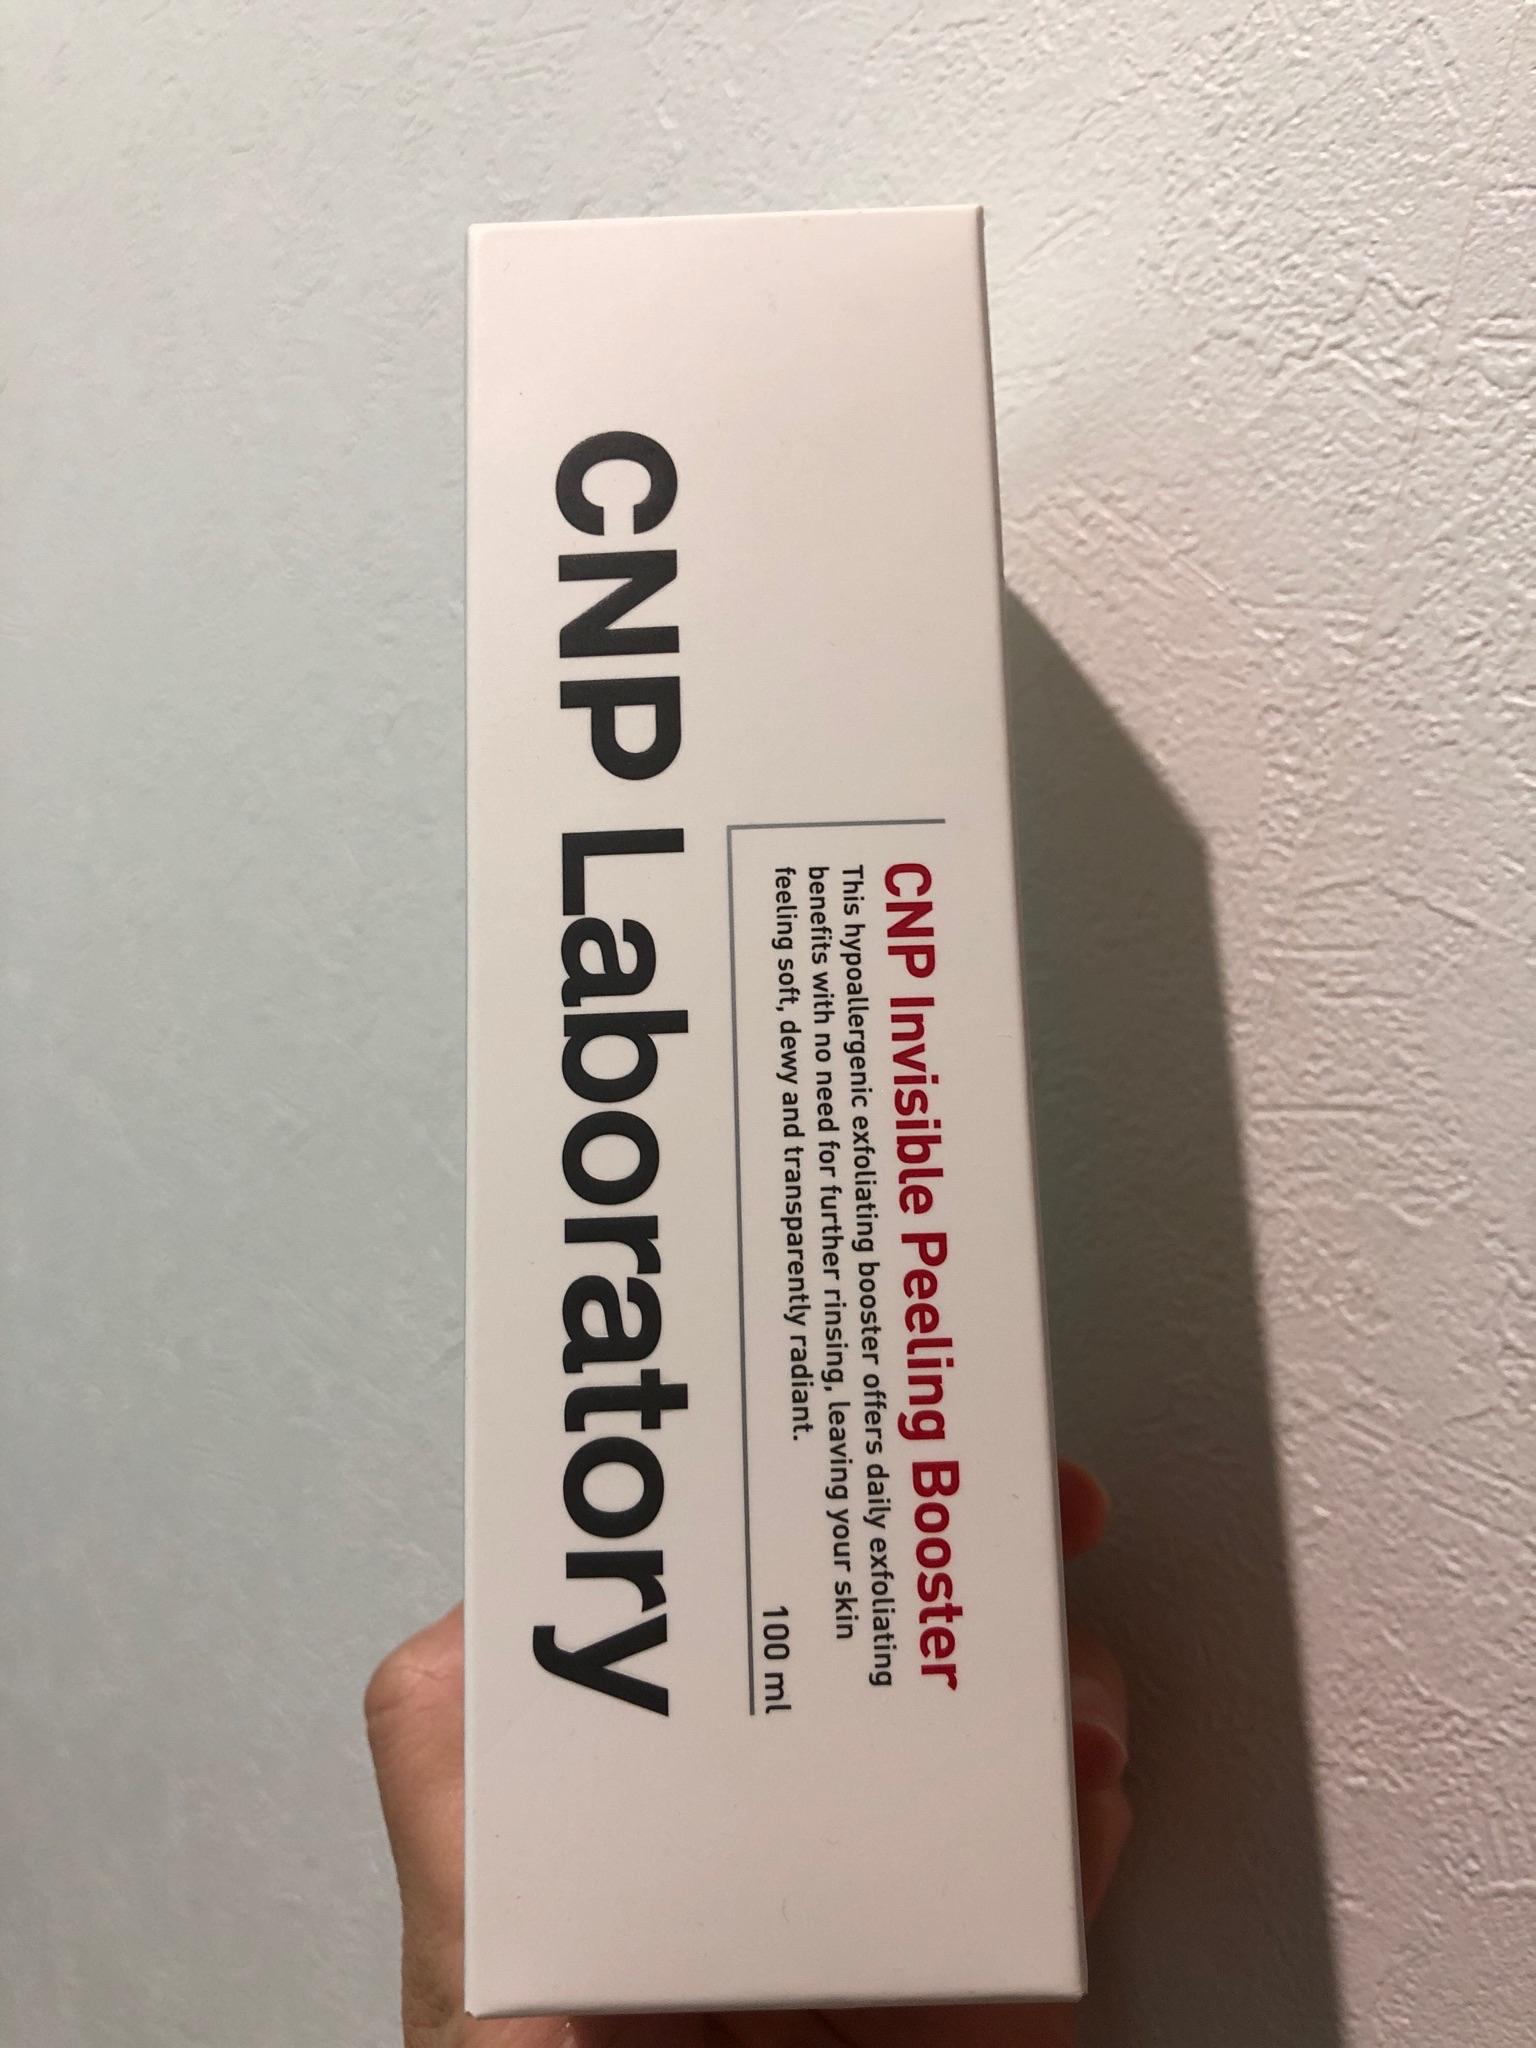 CNP Invisible Peeling Booster
This hypoallergenic exfoliating booster offers daily exfoliating
benefits with no need for further rinsing, leaving your skin
feeling soft, dewy and transparently radiant.
100 ml
CNP Laboratory